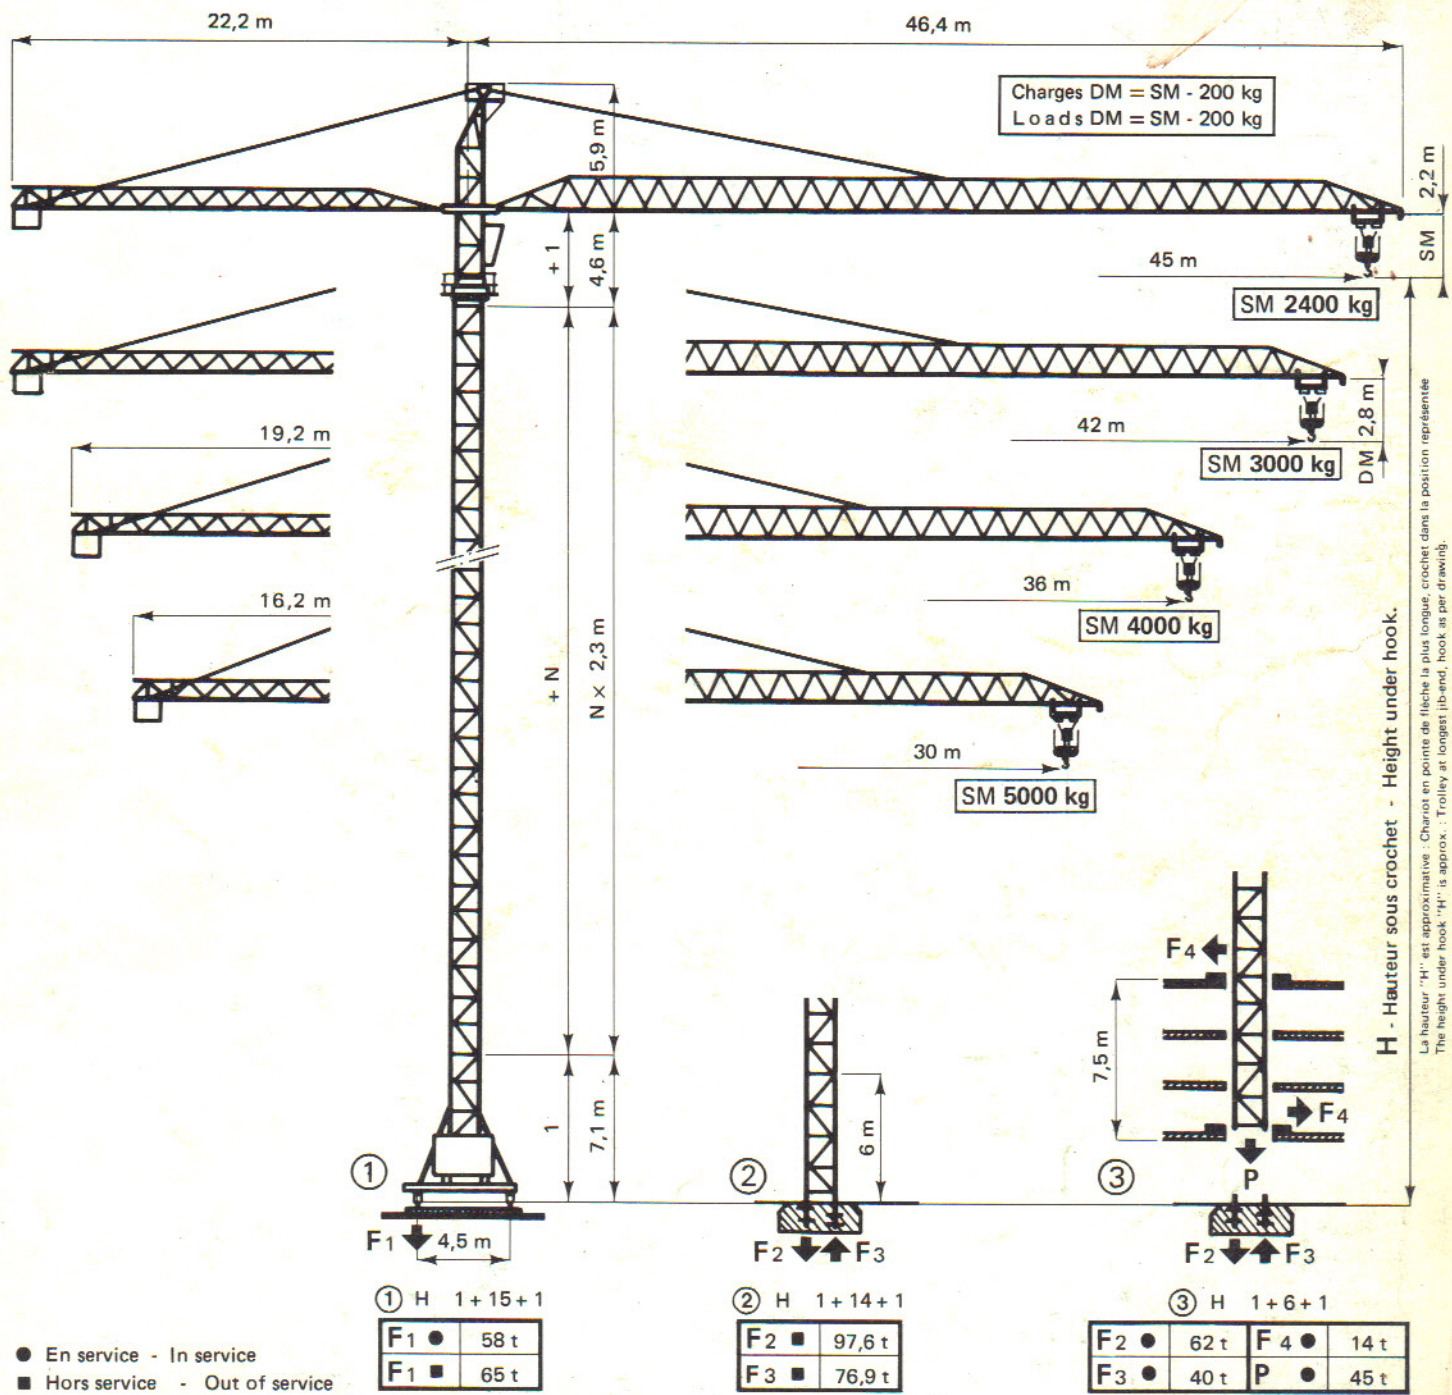 22,2 m
46,4 m
Charges DM = SM - 200 kg
Loads DM = SM - 200 kg
5,9 m
2,2 m
+ 1
4,6 m
45 m
SM
SM 2400 kg
42 m
DM 2,8 m
SM 3000 kg
19,2 m
36 m
SM 4000 kg
16,2 m
+ N
N × 2,3 m
30 m
SM 5000 kg
H - Hauteur sous crochet - Height under hook.
La hauteur "H" est approximative : Chariot en pointe de flèche la plus longue, crochet dans la position représentée
The height under hook "H" is approx. : Trolley at longest jib-end, hook as per drawing.
F4
7,5 m
F4
1
7,1 m
6 m
1
2
3
P
F1
4,5 m
F2
F3
F2
F3
1 H 1 + 15 + 1
F1 ● 58 t
F1 ■ 65 t
2 H 1 + 14 + 1
F2 ■ 97,6 t
F3 ■ 76,9 t
3 H 1 + 6 + 1
F2 ● 62 t F4 ● 14 t
F3 ● 40 t P ● 45 t
● En service - In service
■ Hors service - Out of service